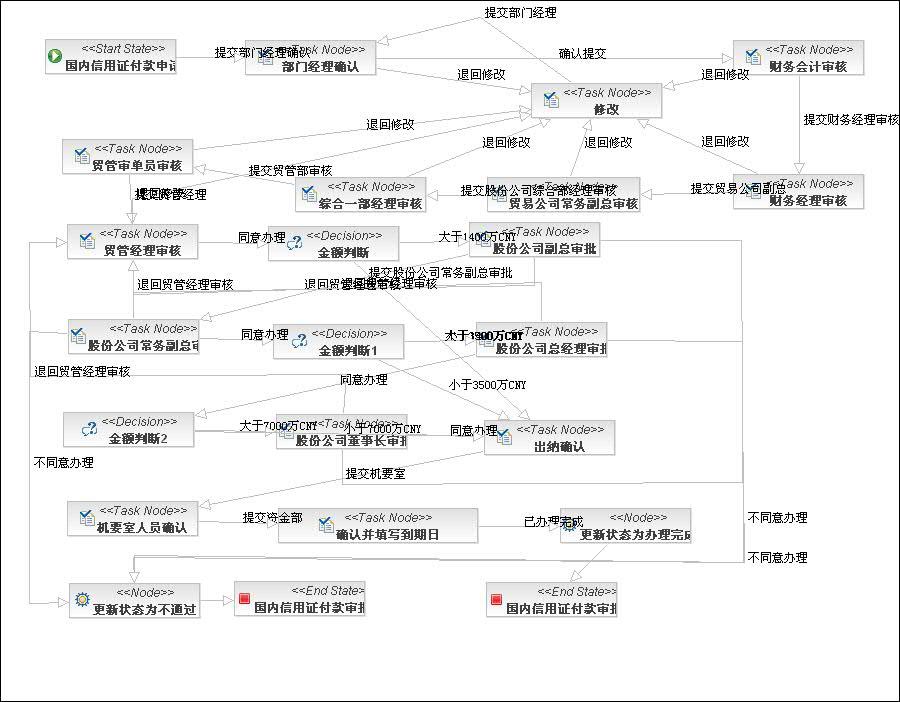 提交部门经理
<<Start State>>
国内信用证付款申请
提交部门经理确认
<<Task Node>>
部门经理确认
确认提交
<<Task Node>>
财务会计审核
退回修改
退回修改
<<Task Node>>
修改
提交财务经理审核
退回修改
退回修改
退回修改
退回修改
<<Task Node>>
贸管审单员审核
提交贸管部审核
<<Task Node>>
综合一部经理审核
提交股份公司综合部经理审核
<<Task Node>>
贸易公司常务副总审核
提交贸易公司副总
<<Task Node>>
财务经理审核
提交贸管经理
<<Task Node>>
贸管经理审核
同意办理
<<Decision>>
金额判断
大于1400万CNY
<<Task Node>>
股份公司副总审批
提交股份公司常务副总审批
退回贸管经理审核
退回贸管经理审核
<<Task Node>>
股份公司常务副总审
同意办理
<<Decision>>
金额判断1
<<Task Node>>
股份公司总经理审批
退回贸管经理审核
同意办理
小于3500万CNY
<<Decision>>
金额判断2
大于7000万CNY
<<Task Node>>
股份公司董事长审批
小于7000万CNY
同意办理
<<Task Node>>
出纳确认
不同意办理
提交机要室
<<Task Node>>
机要室人员确认
提交资金部
<<Task Node>>
确认并填写到期日
已办理完成
<<Node>>
更新状态为办理完成
不同意办理
不同意办理
<<Node>>
更新状态为不通过
<<End State>>
国内信用证付款审批
<<End State>>
国内信用证付款审批